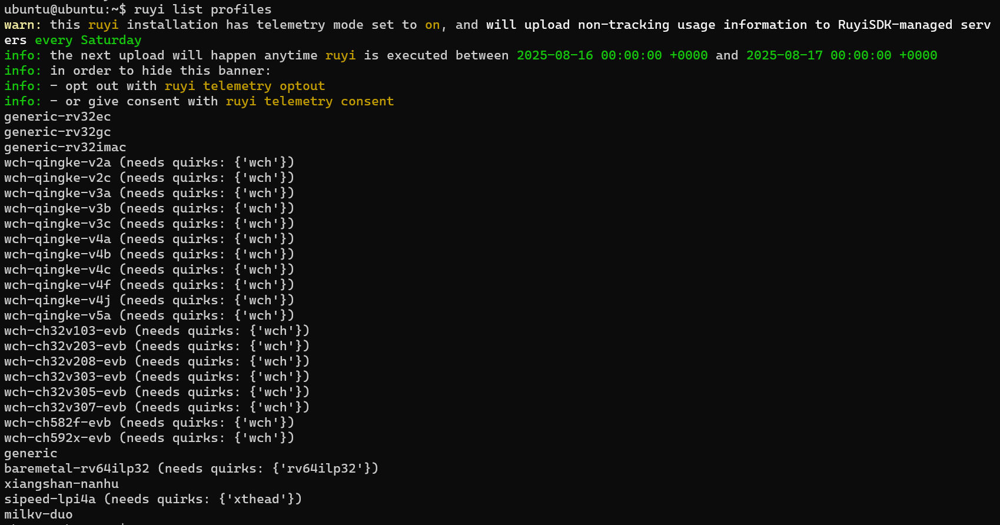 ubuntu@ubuntu:~$ ruyi list profiles
warn: this ruyi installation has telemetry mode set to on, and will upload non-tracking usage information to RuyiSDK-managed serv
ers every Saturday
info: the next upload will happen anytime ruyi is executed between 2025-08-16 00:00:00 +0000 and 2025-08-17 00:00:00 +0000
info: in order to hide this banner:
info: - opt out with ruyi telemetry optout
info: - or give consent with ruyi telemetry consent
generic-rv32ec
generic-rv32gc
generic-rv32imac
wch-qingke-v2a (needs quirks: {'wch'})
wch-qingke-v2c (needs quirks: {'wch'})
wch-qingke-v3a (needs quirks: {'wch'})
wch-qingke-v3b (needs quirks: {'wch'})
wch-qingke-v3c (needs quirks: {'wch'})
wch-qingke-v4a (needs quirks: {'wch'})
wch-qingke-v4b (needs quirks: {'wch'})
wch-qingke-v4c (needs quirks: {'wch'})
wch-qingke-v4f (needs quirks: {'wch'})
wch-qingke-v4j (needs quirks: {'wch'})
wch-qingke-v5a (needs quirks: {'wch'})
wch-ch32v103-evb (needs quirks: {'wch'})
wch-ch32v203-evb (needs quirks: {'wch'})
wch-ch32v208-evb (needs quirks: {'wch'})
wch-ch32v303-evb (needs quirks: {'wch'})
wch-ch32v305-evb (needs quirks: {'wch'})
wch-ch32v307-evb (needs quirks: {'wch'})
wch-ch582f-evb (needs quirks: {'wch'})
wch-ch592x-evb (needs quirks: {'wch'})
generic
baremetal-rv64ilp32 (needs quirks: {'rv64ilp32'})
xiangshan-nanhu
sipeed-lpi4a (needs quirks: {'xthead'})
milkv-duo